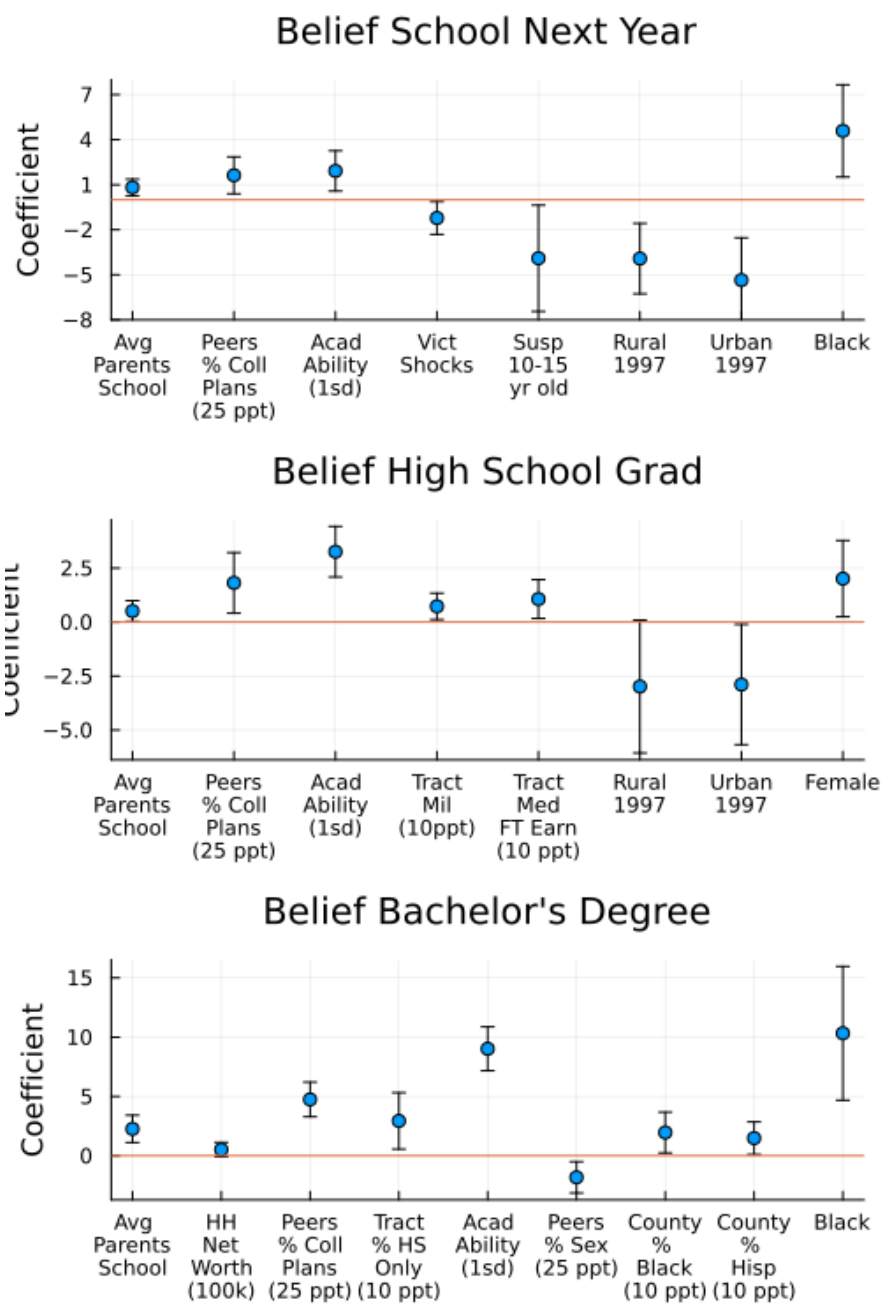 Belief School Next Year
Coefficient
7
4
1
−2
−5
−8
Avg Parents School
Peers % Coll Plans (25 ppt)
Acad Ability (1sd)
Vict Shocks
Susp 10-15 yr old
Rural 1997
Urban 1997
Black
Belief High School Grad
Coefficient
2.5
0.0
−2.5
−5.0
Avg Parents School
Peers % Coll Plans (25 ppt)
Acad Ability (1sd)
Tract Mil (10ppt)
Tract Med FT Earn (10 ppt)
Rural 1997
Urban 1997
Female
Belief Bachelor's Degree
Coefficient
15
10
5
0
Avg Parents School
HH Net Worth (100k)
Peers % Coll Plans (25 ppt)
Tract % HS Only (10 ppt)
Acad Ability (1sd)
Peers % Sex (25 ppt)
County % Black (10 ppt)
County % Hisp (10 ppt)
Black